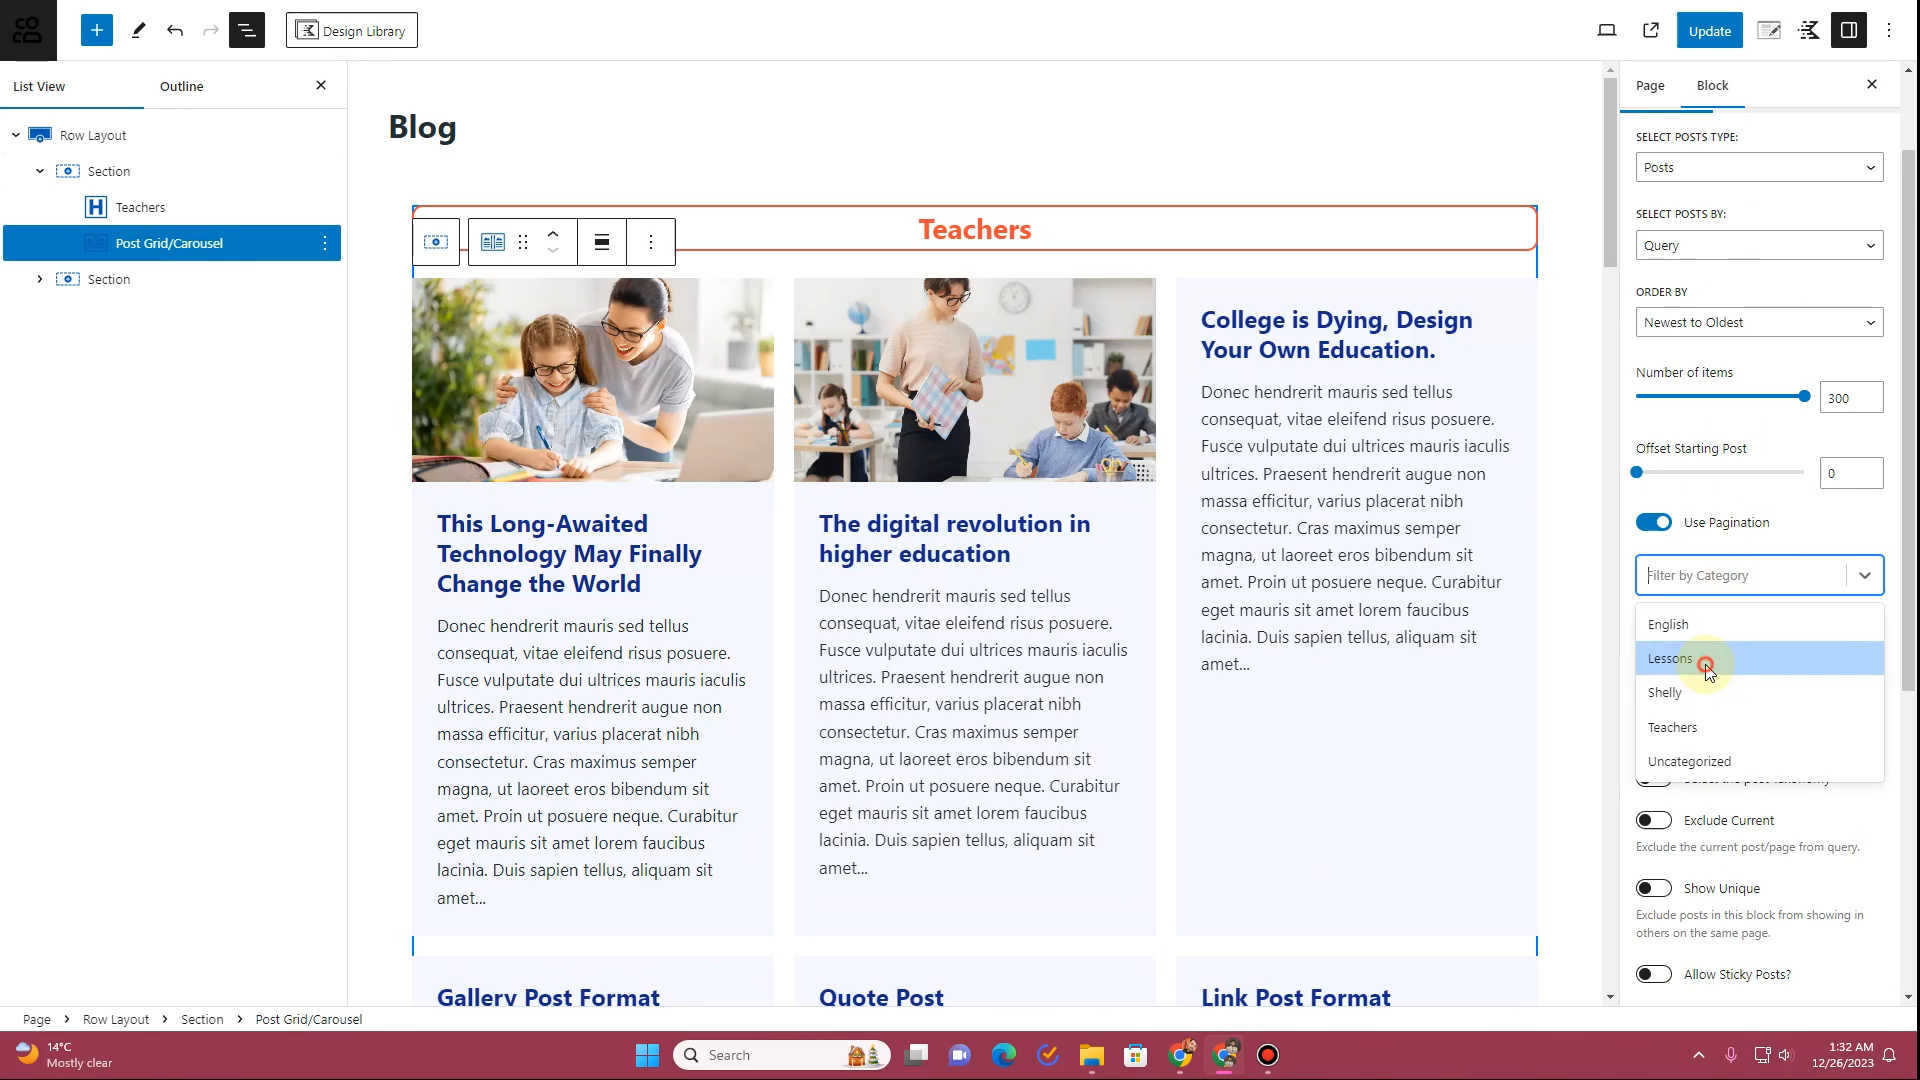 Design Library
Update
List View
Outline
Row Layout
Section
Teachers
Post Grid/Carousel
Section
Blog
Teachers
This Long-Awaited
Technology May Finally
Change the World
Donec hendrerit mauris sed tellus
consequat, vitae eleifend risus posuere.
Fusce vulputate dui ultrices mauris iaculis
ultrices. Praesent hendrerit augue non
massa efficitur, varius placerat nibh
consectetur. Cras maximus semper
magna, ut laoreet eros bibendum sit
amet. Proin ut posuere neque. Curabitur
eget mauris sit amet lorem faucibus
lacinia. Duis sapien tellus, aliquam sit
amet...
The digital revolution in
higher education
Donec hendrerit mauris sed tellus
consequat, vitae eleifend risus posuere.
Fusce vulputate dui ultrices mauris iaculis
ultrices. Praesent hendrerit augue non
massa efficitur, varius placerat nibh
consectetur. Cras maximus semper
magna, ut laoreet eros bibendum sit
amet. Proin ut posuere neque. Curabitur
eget mauris sit amet lorem faucibus
lacinia. Duis sapien tellus, aliquam sit
amet...
College is Dying, Design
Your Own Education.
Donec hendrerit mauris sed tellus
consequat, vitae eleifend risus posuere.
Fusce vulputate dui ultrices mauris iaculis
ultrices. Praesent hendrerit augue non
massa efficitur, varius placerat nibh
consectetur. Cras maximus semper
magna, ut laoreet eros bibendum sit
amet. Proin ut posuere neque. Curabitur
eget mauris sit amet lorem faucibus
lacinia. Duis sapien tellus, aliquam sit
amet...
Gallery Post Format
Quote Post
Link Post Format
Page
Block
SELECT POSTS TYPE:
Posts
SELECT POSTS BY:
Query
ORDER BY
Newest to Oldest
Number of items
300
Offset Starting Post
0
Use Pagination
Filter by Category
English
Lessons
Shelly
Teachers
Uncategorized
Exclude Current
Exclude the current post/page from query.
Show Unique
Exclude posts in this block from showing in
others on the same page.
Allow Sticky Posts?
Page > Row Layout > Section > Post Grid/Carousel
14°C
Mostly clear
Search
1:32 AM
12/26/2023